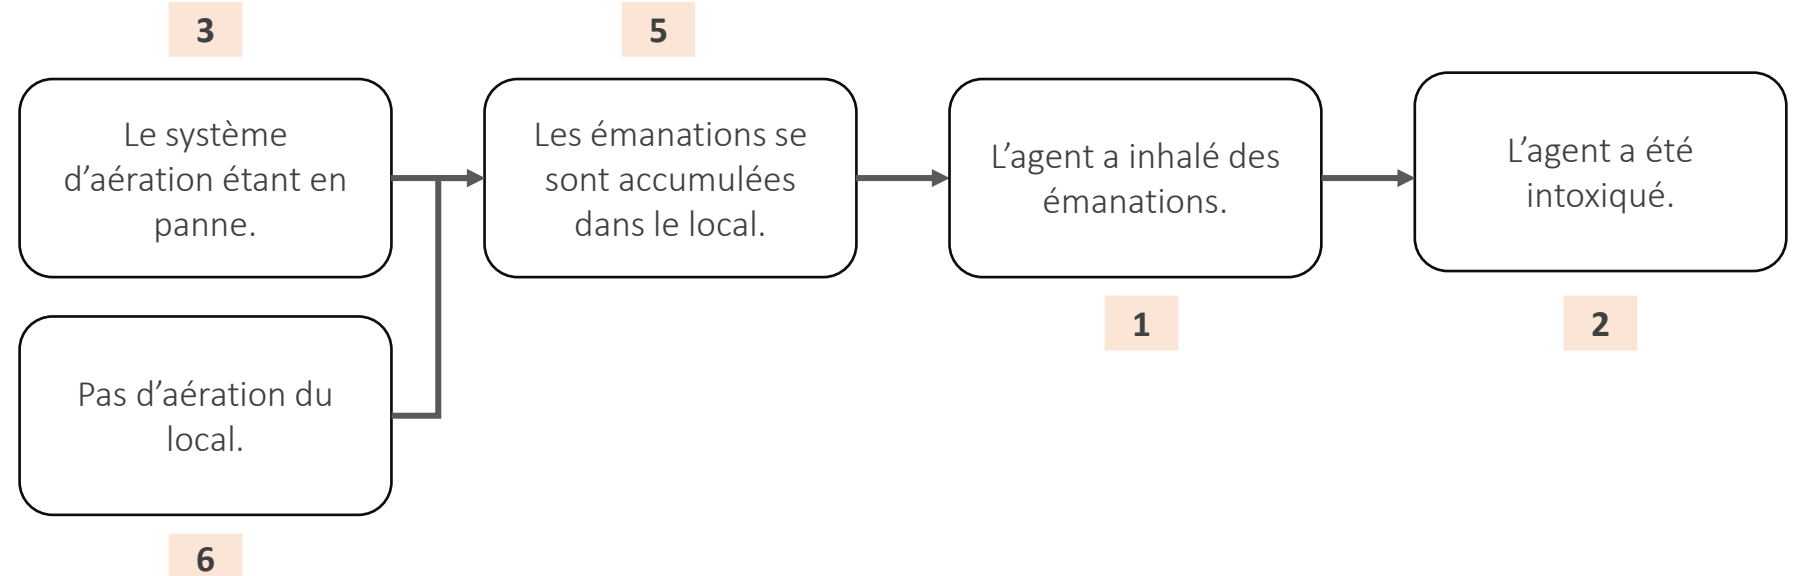 3
Le système
d’aération étant en
panne.
5
Les émanations se
sont accumulées
dans le local.
L’agent a inhalé des
émanations.
1
L’agent a été
intoxiqué.
2
Pas d’aération du
local.
6